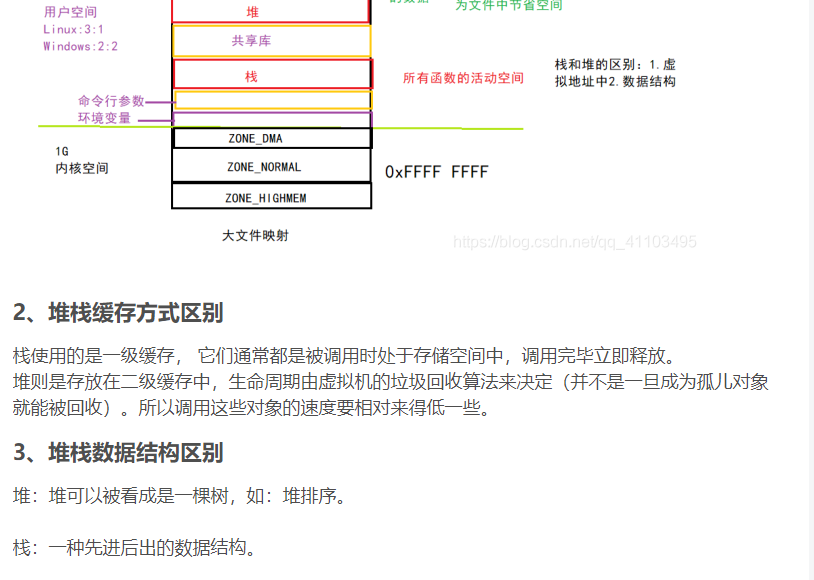 的数据
为文件中节省空间
用户空间
Linux:3:1
Windows:2:2
堆
共享库
栈
所有函数的活动空间
栈和堆的区别：1.虚
拟地址中2.数据结构
命令行参数
环境变量
ZONE_DMA
1G
内核空间
ZONE_NORMAL
0xFFFF FFFF
ZONE_HIGHMEM
大文件映射
https://blog.csdn.net/qq_41103495
2、堆栈缓存方式区别
栈使用的是一级缓存， 它们通常都是被调用时处于存储空间中，调用完毕立即释放。
堆则是存放在二级缓存中，生命周期由虚拟机的垃圾回收算法来决定（并不是一旦成为孤儿对象
就能被回收）。所以调用这些对象的速度要相对来得低一些。
3、堆栈数据结构区别
堆：堆可以被看成是一棵树，如：堆排序。
栈：一种先进后出的数据结构。